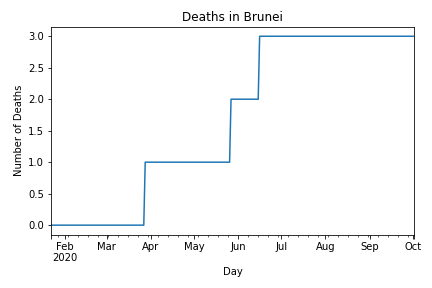 Deaths in Brunei
Number of Deaths
3.0
2.5
2.0
1.5
1.0
0.5
0.0
Feb Mar Apr May Jun Jul Aug Sep Oct
2020
Day